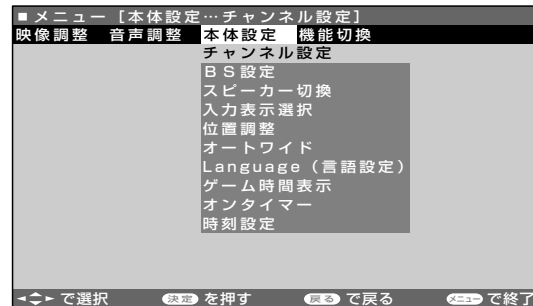 ■メニュー［本体設定…チャンネル設定］
映像調整 音声調整 本体設定 機能切換
チャンネル設定
ＢＳ設定
スピーカー切換
入力表示選択
位置調整
オートワイド
Language（言語設定）
ゲーム時間表示
オンタイマー
時刻設定
で選択 決定 を押す 戻る で戻る メニュー で終了